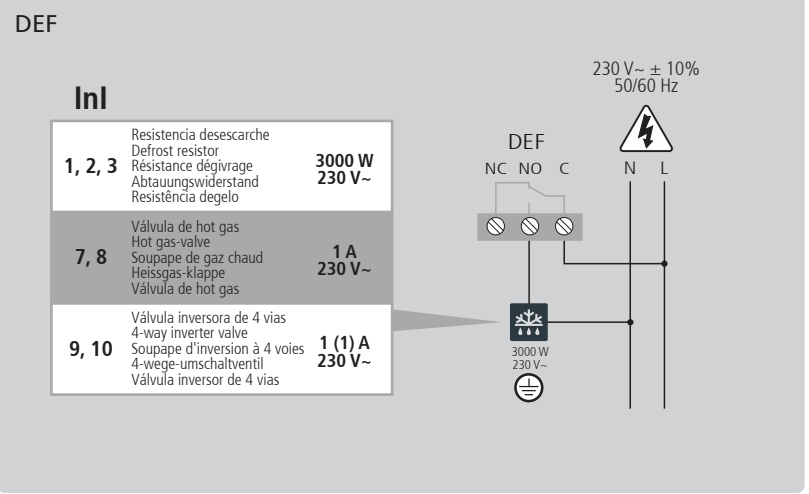 DEF
InI
1, 2, 3
Resistencia desescarche
Defrost resistor
Résistance dégivrage
Abtauungswiderstand
Resistência degelo
3000 W
230 V~
7, 8
Válvula de hot gas
Hot gas-valve
Soupape de gaz chaud
Heissgas-klappe
Válvula de hot gas
1 A
230 V~
9, 10
Válvula inversora de 4 vias
4-way inverter valve
Soupape d'inversion à 4 voies
4-wege-umschaltventil
Válvula inversor de 4 vias
1 (1) A
230 V~
230 V~ ± 10%
50/60 Hz
DEF
NC NO C
N L
3000 W
230 V~